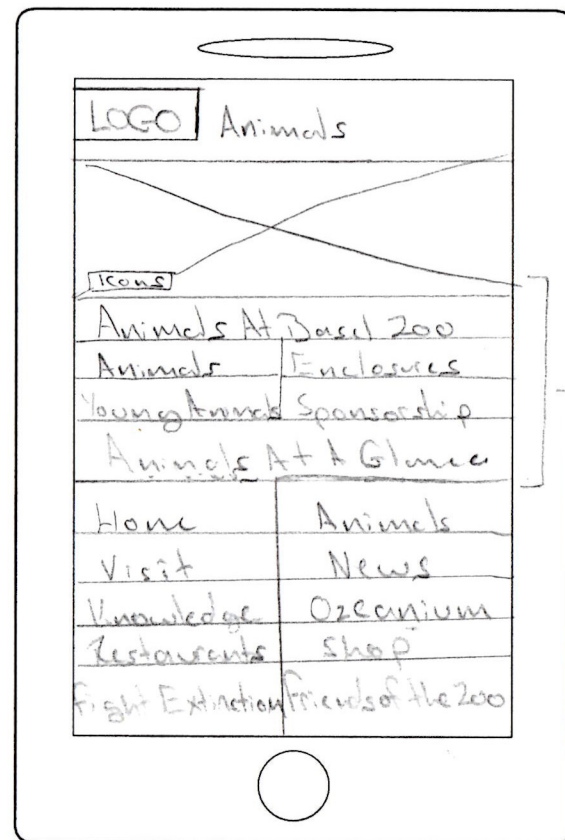 LOGO Animals
Icons
Animals At Basel Zoo
Animals Enclosures
Young Animals Sponsorship
Animals At A Glance
Home Animals
Visit News
Knowledge Ozeanium
Restaurants Shop
Fight Extinction Friends of the Zoo